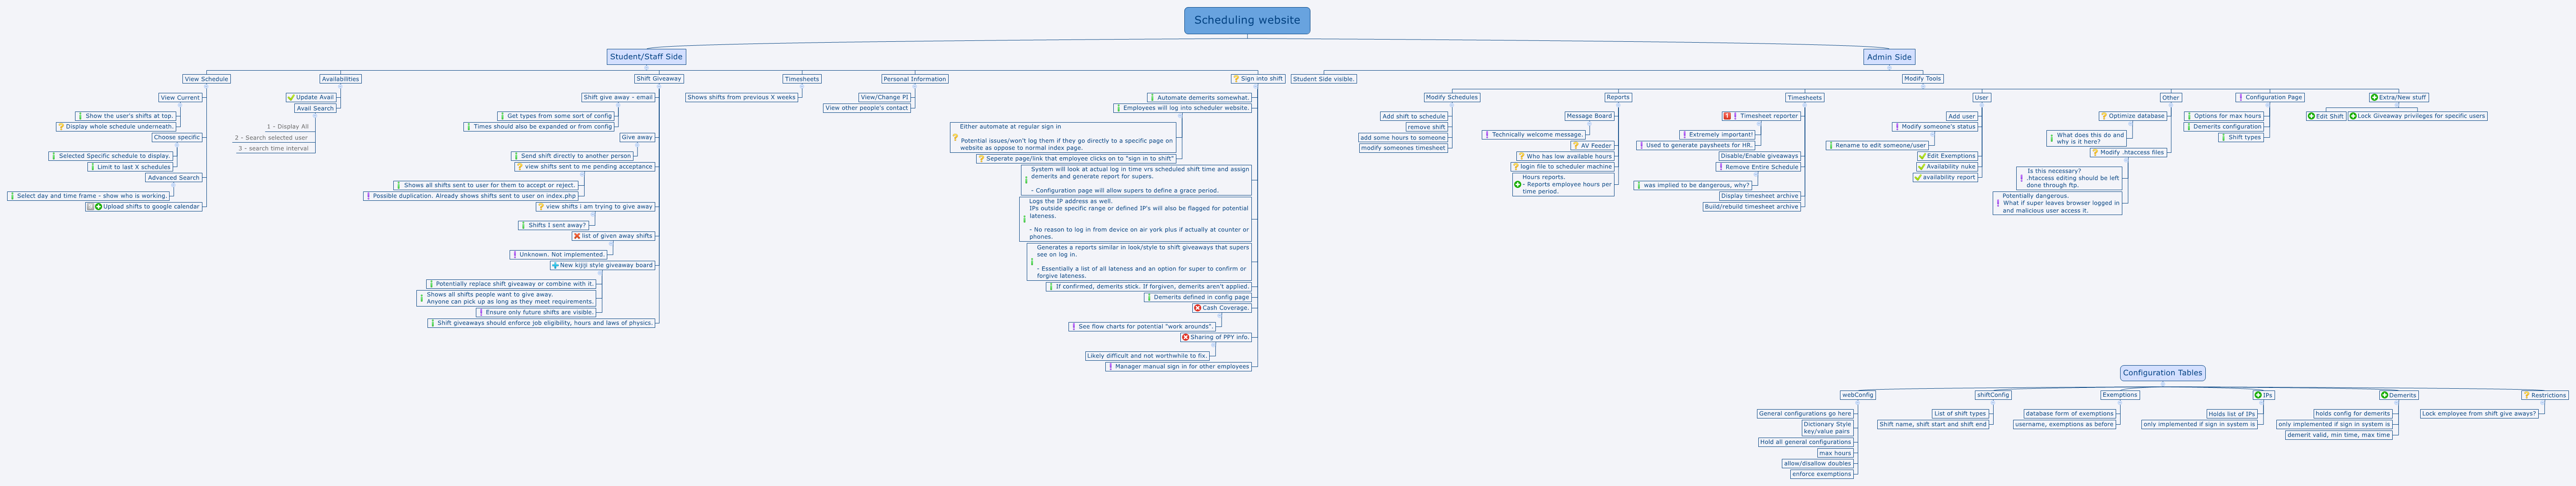 Scheduling website
Student/Staff Side
View Schedule
View Current
Show the user's shifts at top.
Display whole schedule underneath.
Choose specific
Selected Specific schedule to display.
Limit to last X schedules
Advanced Search
Select day and time frame - show who is working.
Upload shifts to google calendar
Availabilities
Update Avail
Avail Search
1 - Display All
2 - Search selected user
3 - search time interval
Shift Giveaway
Shift give away - email
Get types from some sort of config
Times should also be expanded or from config
Give away
Send shift directly to another person
view shifts sent to me pending acceptance
Shows all shifts sent to user for them to accept or reject.
Possible duplication. Already shows shifts sent to user on index.php
view shifts i am trying to give away
Shifts I sent away?
list of given away shifts
Unknown. Not implemented.
New kijiji style giveaway board
Potentially replace shift giveaway or combine with it.
Shows all shifts people want to give away.
Anyone can pick up as long as they meet requirements.
Ensure only future shifts are visible.
Shift giveaways should enforce job eligibility, hours and laws of physics.
Timesheets
Shows shifts from previous X weeks
Personal Information
View/Change PI
View other people's contact
Sign into shift
Automate demerits somewhat.
Employees will log into scheduler website.
Either automate at regular sign in
Potential issues/won't log them if they go directly to a specific page on
website as oppose to normal index page.
Seperate page/link that employee clicks on to "sign in to shift"
System will look at actual log in time vrs scheduled shift time and assign
demerits and generate report for supers.
- Configuration page will allow supers to define a grace period.
Logs the IP address as well.
IPs outside specific range or defined IP's will also be flagged for potential
lateness.
- No reason to log in from device on air york plus if actually at counter or
phones.
Generates a reports similar in look/style to shift giveaways that supers
see on log in.
- Essentially a list of all lateness and an option for super to confirm or
forgive lateness.
If confirmed, demerits stick. If forgiven, demerits aren't applied.
Demerits defined in config page
Cash Coverage.
See flow charts for potential "work arounds".
Sharing of PPY info.
Likely difficult and not worthwhile to fix.
Manager manual sign in for other employees
Admin Side
Student Side visible.
Modify Tools
Modify Schedules
Add shift to schedule
remove shift
add some hours to someone
modify someones timesheet
Reports
Message Board
Technically welcome message.
AV Feeder
Who has low available hours
login file to scheduler machine
Hours reports.
- Reports employee hours per
time period.
Timesheets
Timesheet reporter
Extremely important!
Used to generate paysheets for HR.
Disable/Enable giveaways
Remove Entire Schedule
was implied to be dangerous, why?
Display timesheet archive
Build/rebuild timesheet archive
User
Add user
Modify someone's status
Rename to edit someone/user
Edit Exemptions
Availability nuke
availability report
Other
Optimize database
What does this do and
why is it here?
Modify .htaccess files
Is this necessary?
.htaccess editing should be left
done through ftp.
Potentially dangerous.
What if super leaves browser logged in
and malicious user access it.
Configuration Page
Options for max hours
Demerits configuration
Shift types
Extra/New stuff
Edit Shift
Lock Giveaway privileges for specific users
Configuration Tables
webConfig
General configurations go here
Dictionary Style
key/value pairs
Hold all general configurations
max hours
allow/disallow doubles
enforce exemptions
shiftConfig
List of shift types
Shift name, shift start and shift end
Exemptions
database form of exemptions
username, exemptions as before
IPs
Holds list of IPs
only implemented if sign in system is
Demerits
holds config for demerits
only implemented if sign in system is
demerit valid, min time, max time
Restrictions
Lock employee from shift give aways?